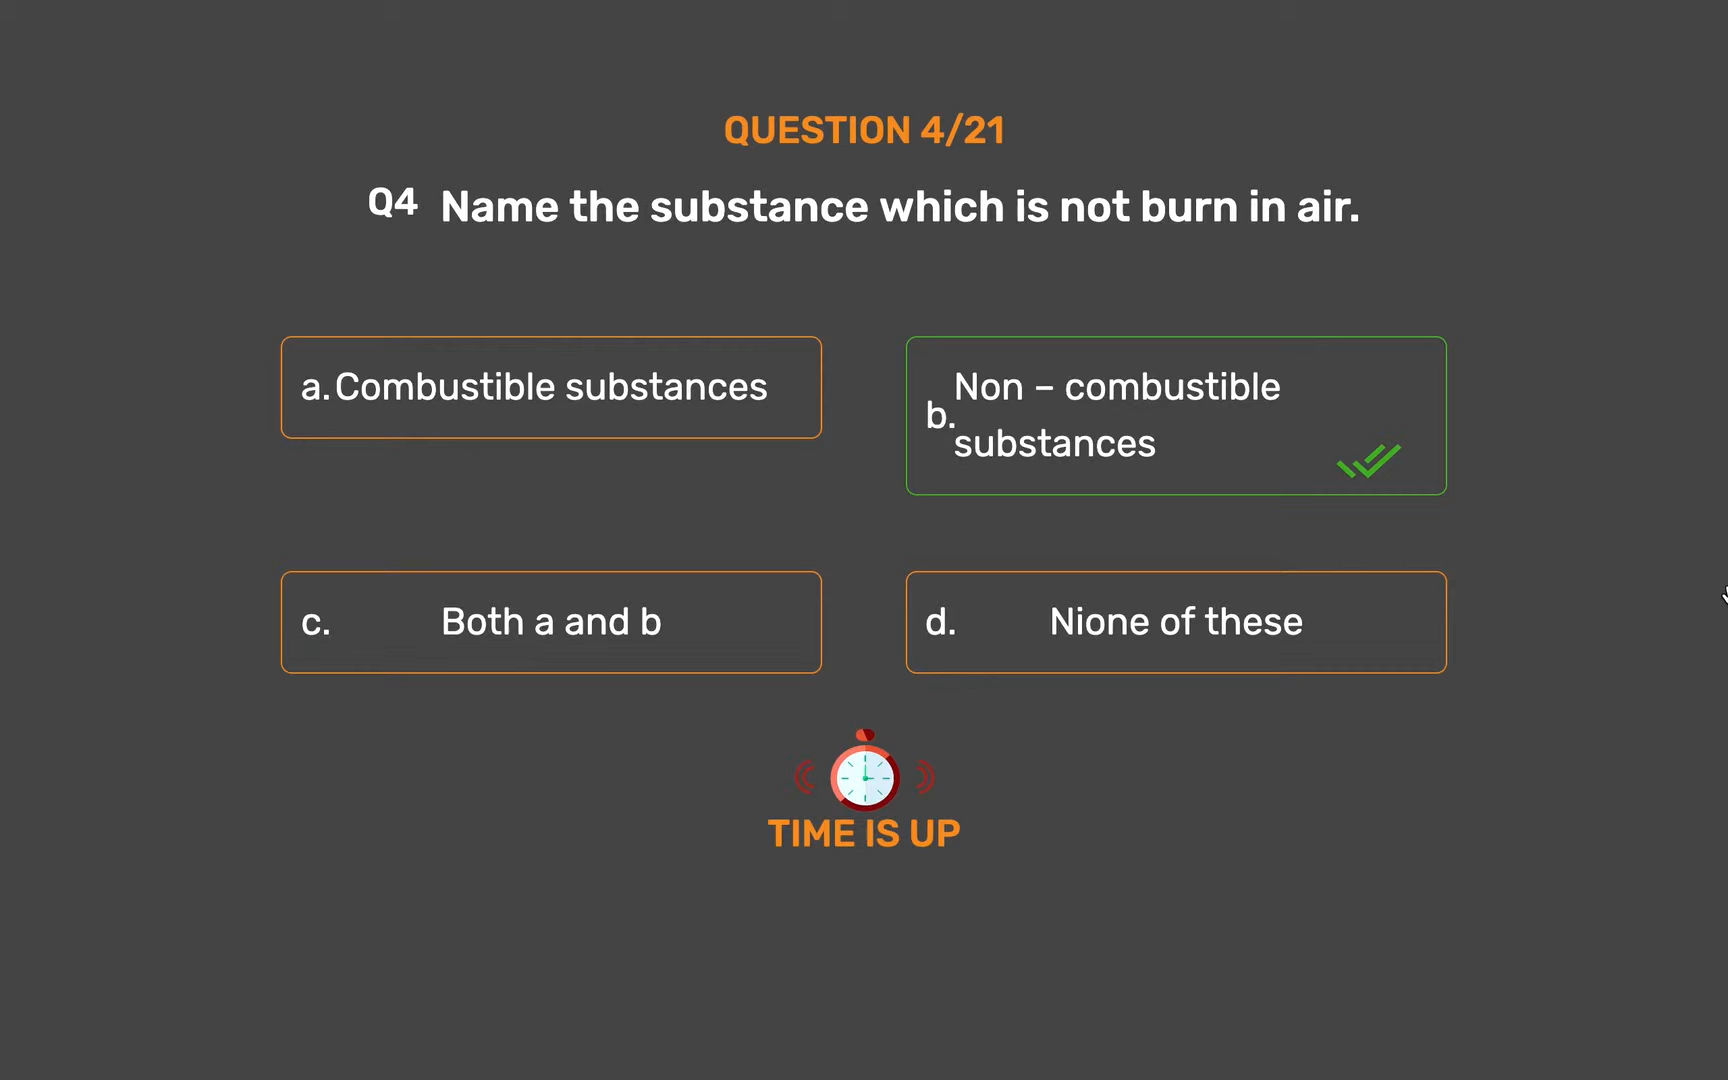 QUESTION 4/21
Q4 Name the substance which is not burn in air.
a. Combustible substances
b. Non – combustible
substances
c. Both a and b
d. Nione of these
TIME IS UP